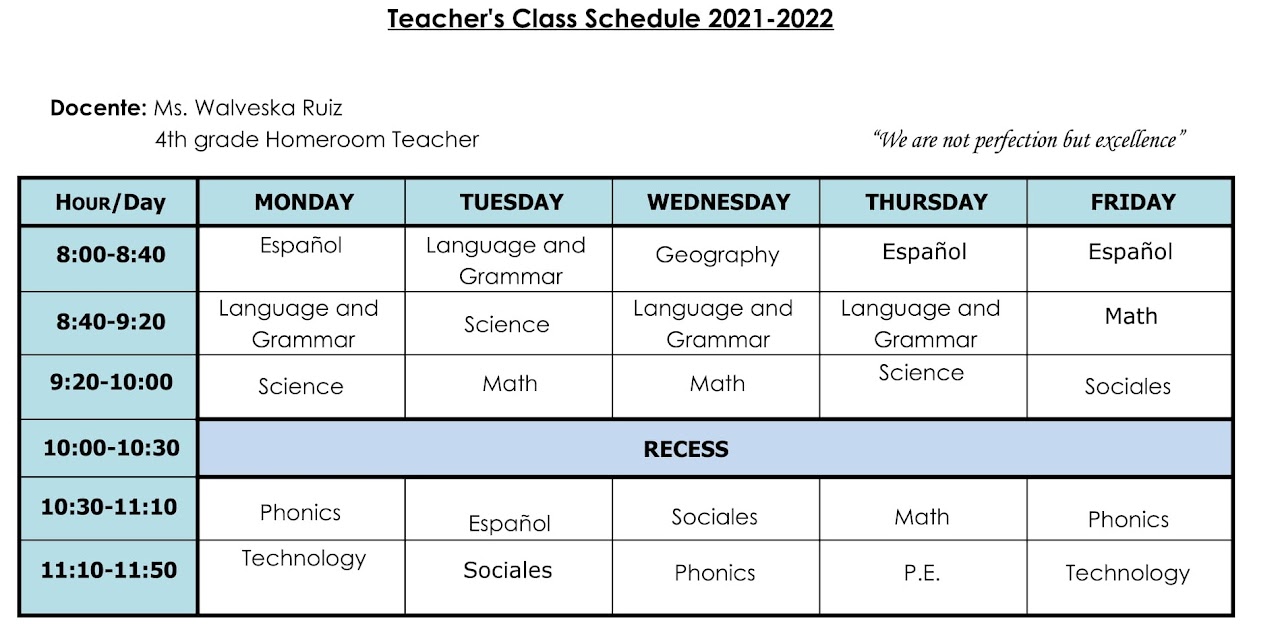 Teacher's Class Schedule 2021-2022
Docente: Ms. Walveska Ruiz
4th grade Homeroom Teacher
“We are not perfection but excellence”
Hour/Day MONDAY TUESDAY WEDNESDAY THURSDAY FRIDAY
8:00-8:40 Español Language and Grammar Geography Español Español
8:40-9:20 Language and Grammar Science Language and Grammar Language and Grammar Math
9:20-10:00 Science Math Math Science Sociales
10:00-10:30 RECESS
10:30-11:10 Phonics Español Sociales Math Phonics
11:10-11:50 Technology Sociales Phonics P.E. Technology